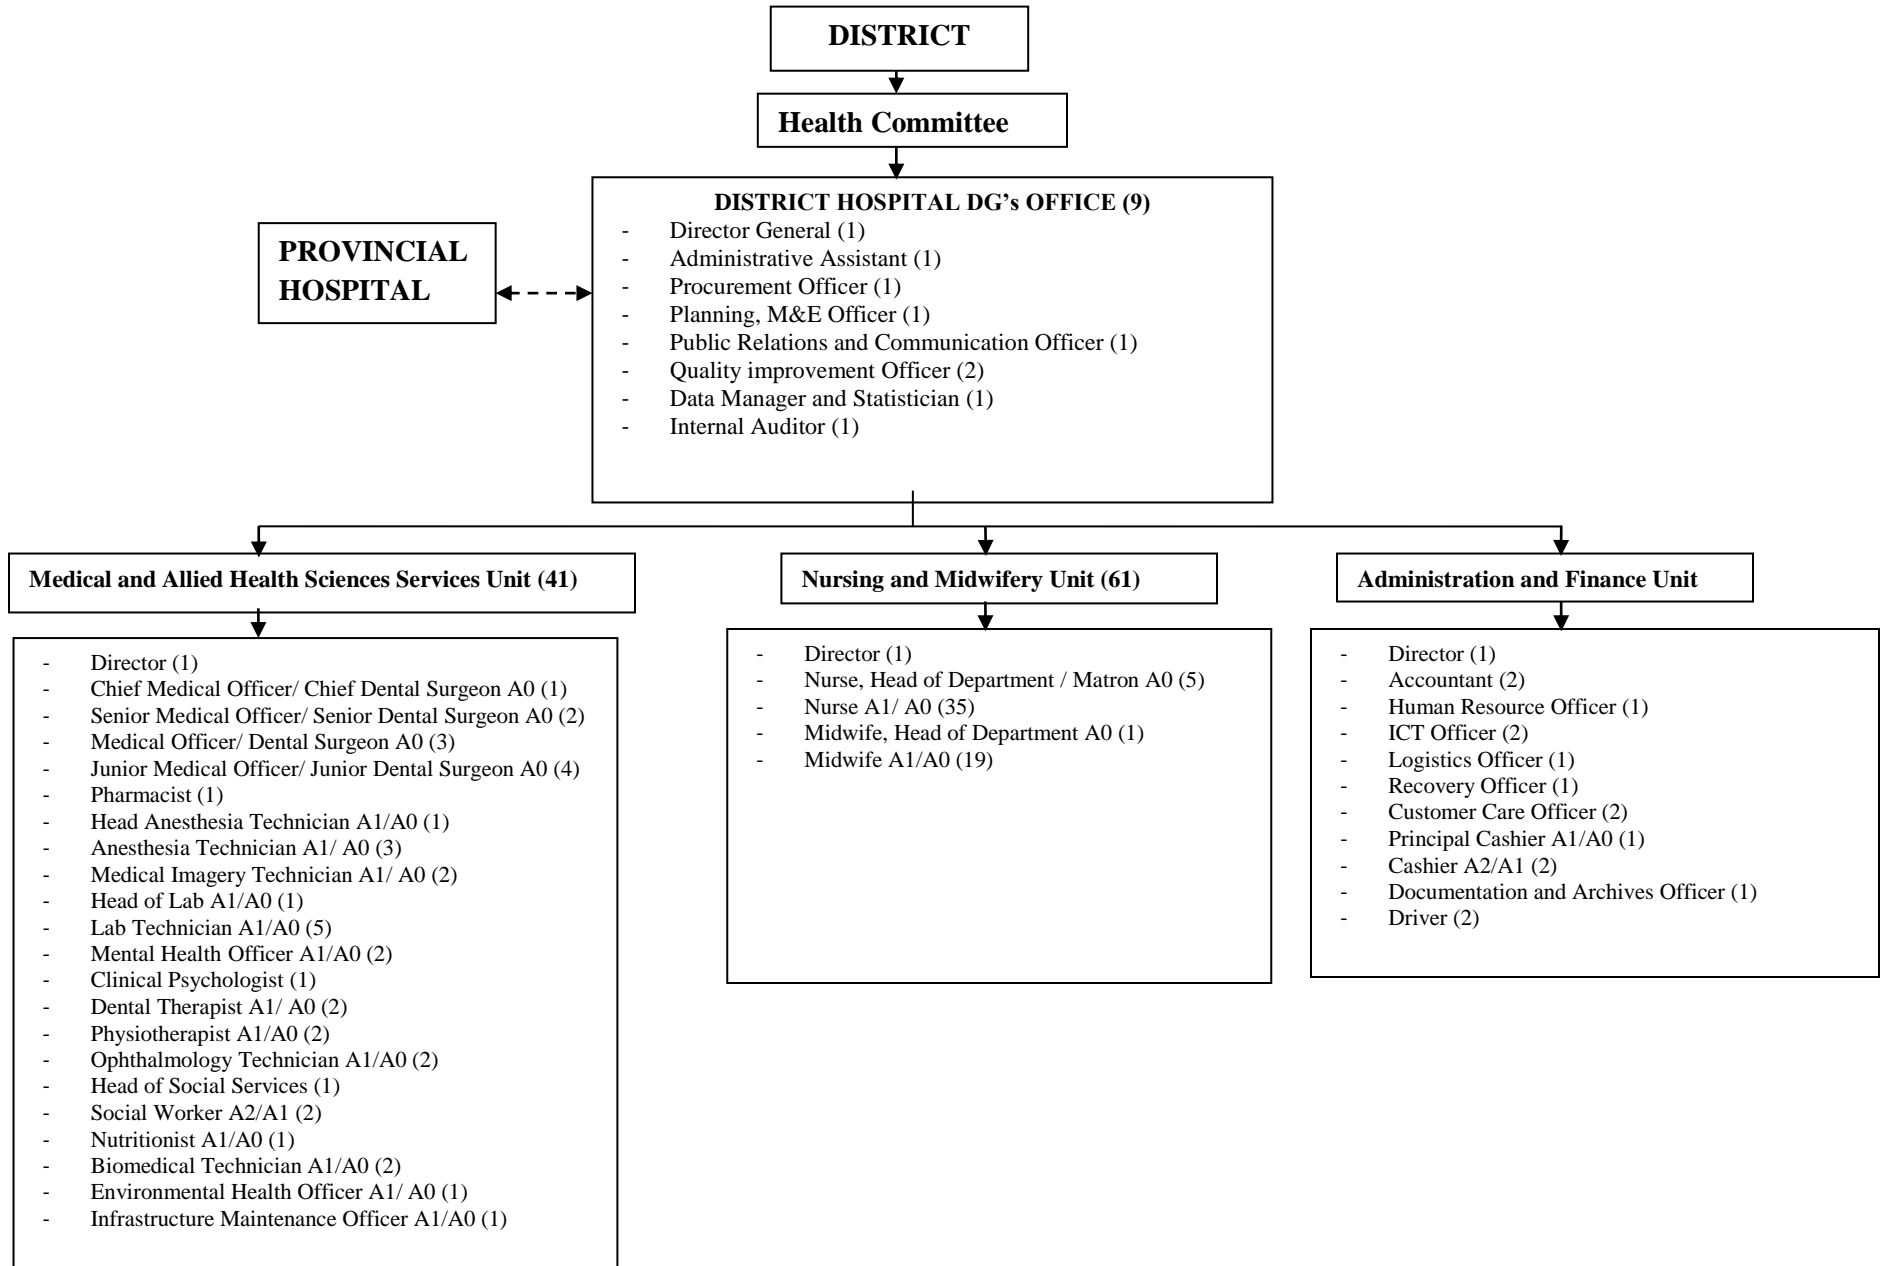 DISTRICT
Health Committee
DISTRICT HOSPITAL DG’s OFFICE (9)
- Director General (1)
- Administrative Assistant (1)
- Procurement Officer (1)
- Planning, M&E Officer (1)
- Public Relations and Communication Officer (1)
- Quality improvement Officer (2)
- Data Manager and Statistician (1)
- Internal Auditor (1)
PROVINCIAL
HOSPITAL
Medical and Allied Health Sciences Services Unit (41)
- Director (1)
- Chief Medical Officer/ Chief Dental Surgeon A0 (1)
- Senior Medical Officer/ Senior Dental Surgeon A0 (2)
- Medical Officer/ Dental Surgeon A0 (3)
- Junior Medical Officer/ Junior Dental Surgeon A0 (4)
- Pharmacist (1)
- Head Anesthesia Technician A1/A0 (1)
- Anesthesia Technician A1/ A0 (3)
- Medical Imagery Technician A1/ A0 (2)
- Head of Lab A1/A0 (1)
- Lab Technician A1/A0 (5)
- Mental Health Officer A1/A0 (2)
- Clinical Psychologist (1)
- Dental Therapist A1/ A0 (2)
- Physiotherapist A1/A0 (2)
- Ophthalmology Technician A1/A0 (2)
- Head of Social Services (1)
- Social Worker A2/A1 (2)
- Nutritionist A1/A0 (1)
- Biomedical Technician A1/A0 (2)
- Environmental Health Officer A1/ A0 (1)
- Infrastructure Maintenance Officer A1/A0 (1)
Nursing and Midwifery Unit (61)
- Director (1)
- Nurse, Head of Department / Matron A0 (5)
- Nurse A1/ A0 (35)
- Midwife, Head of Department A0 (1)
- Midwife A1/A0 (19)
Administration and Finance Unit
- Director (1)
- Accountant (2)
- Human Resource Officer (1)
- ICT Officer (2)
- Logistics Officer (1)
- Recovery Officer (1)
- Customer Care Officer (2)
- Principal Cashier A1/A0 (1)
- Cashier A2/A1 (2)
- Documentation and Archives Officer (1)
- Driver (2)